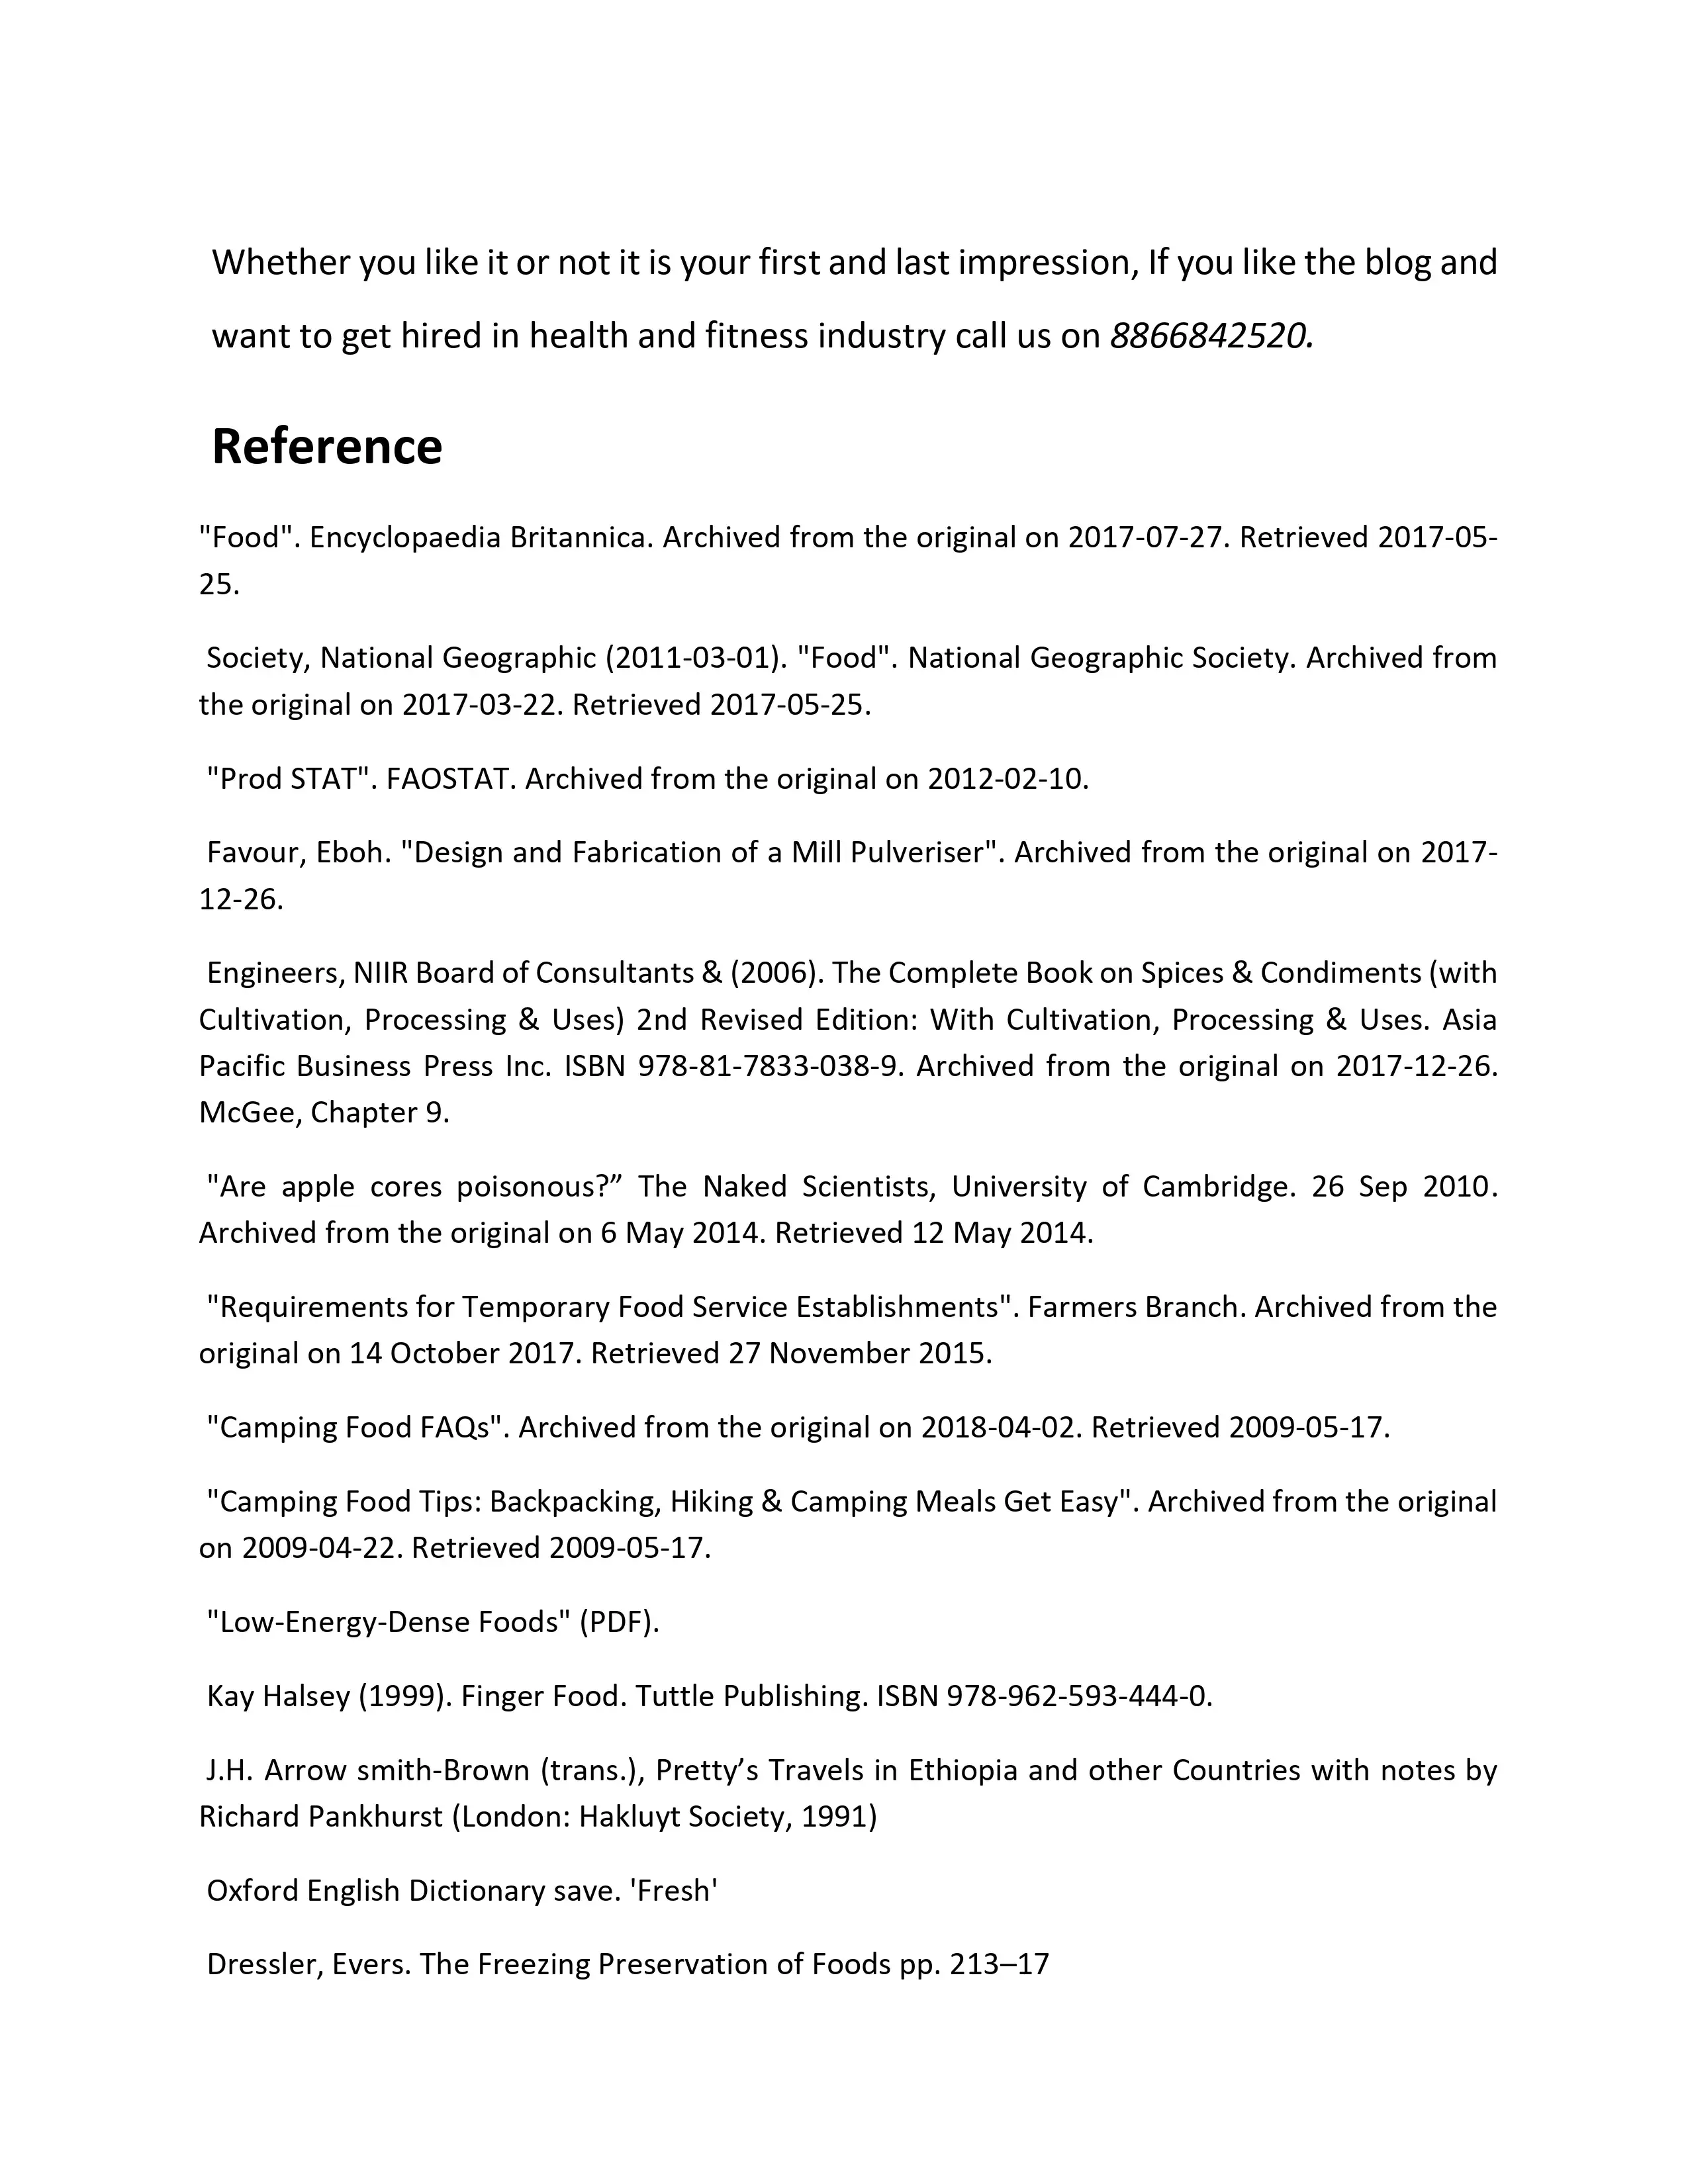 Whether you like it or not it is your first and last impression, If you like the blog and
want to get hired in health and fitness industry call us on 8866842520.
Reference
"Food". Encyclopaedia Britannica. Archived from the original on 2017-07-27. Retrieved 2017-05-
25.
Society, National Geographic (2011-03-01). "Food". National Geographic Society. Archived from
the original on 2017-03-22. Retrieved 2017-05-25.
"Prod STAT". FAOSTAT. Archived from the original on 2012-02-10.
Favour, Eboh. "Design and Fabrication of a Mill Pulveriser". Archived from the original on 2017-
12-26.
Engineers, NIIR Board of Consultants & (2006). The Complete Book on Spices & Condiments (with
Cultivation, Processing & Uses) 2nd Revised Edition: With Cultivation, Processing & Uses. Asia
Pacific Business Press Inc. ISBN 978-81-7833-038-9. Archived from the original on 2017-12-26.
McGee, Chapter 9.
"Are apple cores poisonous?” The Naked Scientists, University of Cambridge. 26 Sep 2010.
Archived from the original on 6 May 2014. Retrieved 12 May 2014.
"Requirements for Temporary Food Service Establishments". Farmers Branch. Archived from the
original on 14 October 2017. Retrieved 27 November 2015.
"Camping Food FAQs". Archived from the original on 2018-04-02. Retrieved 2009-05-17.
"Camping Food Tips: Backpacking, Hiking & Camping Meals Get Easy". Archived from the original
on 2009-04-22. Retrieved 2009-05-17.
"Low-Energy-Dense Foods" (PDF).
Kay Halsey (1999). Finger Food. Tuttle Publishing. ISBN 978-962-593-444-0.
J.H. Arrow smith-Brown (trans.), Pretty’s Travels in Ethiopia and other Countries with notes by
Richard Pankhurst (London: Hakluyt Society, 1991)
Oxford English Dictionary save. 'Fresh'
Dressler, Evers. The Freezing Preservation of Foods pp. 213–17